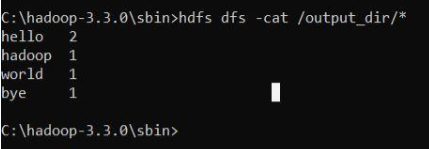 C:\hadoop-3.3.0\sbin>hdfs dfs -cat /output_dir/*
hello   2
hadoop  1
world   1
bye     1
C:\hadoop-3.3.0\sbin>